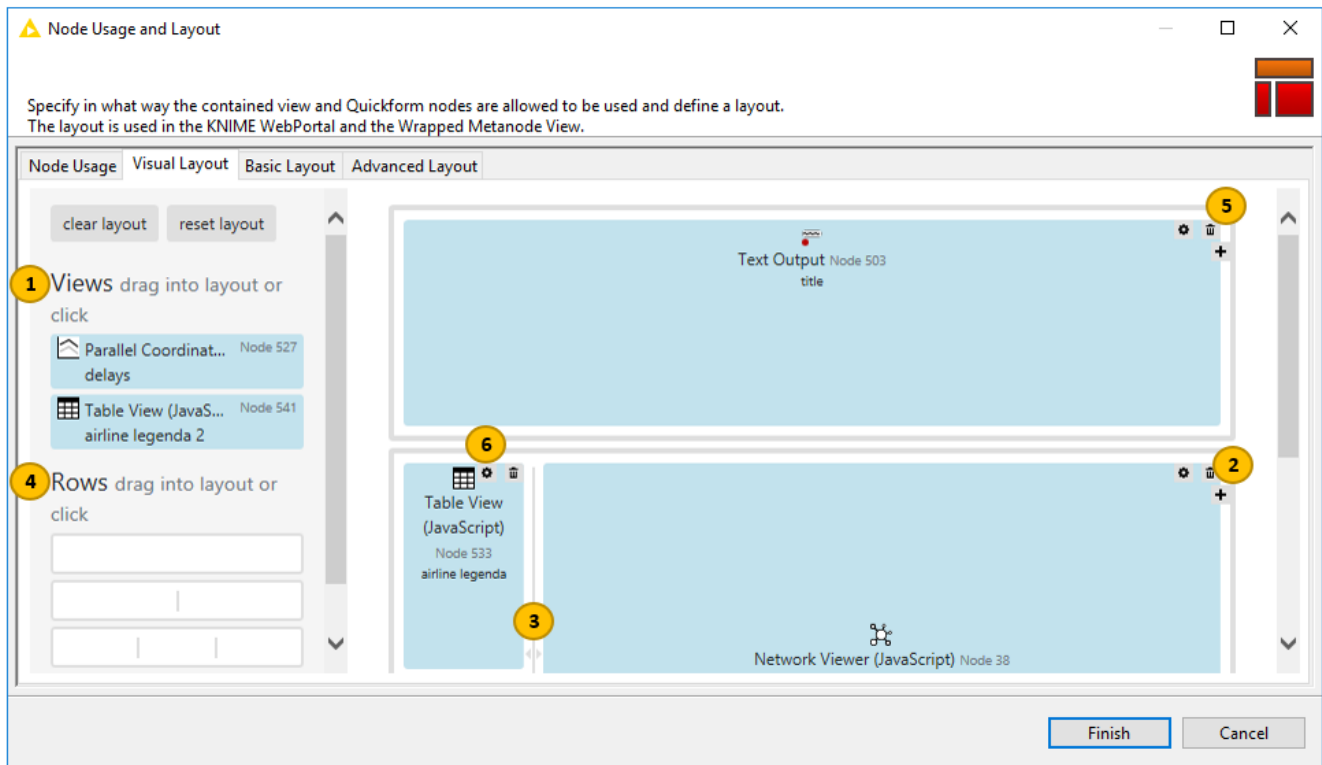 Node Usage and Layout
Specify in what way the contained view and Quickform nodes are allowed to be used and define a layout.
The layout is used in the KNIME WebPortal and the Wrapped Metanode View.
Node Usage Visual Layout Basic Layout Advanced Layout
clear layout reset layout
1 Views drag into layout or
click
Parallel Coordinat... Node 527
delays
Table View (JavaS... Node 541
airline legenda 2
4 Rows drag into layout or
click
5
Text Output Node 503
title
6
2
Table View
(JavaScript)
Node 533
airline legenda
3
Network Viewer (JavaScript) Node 38
Finish Cancel